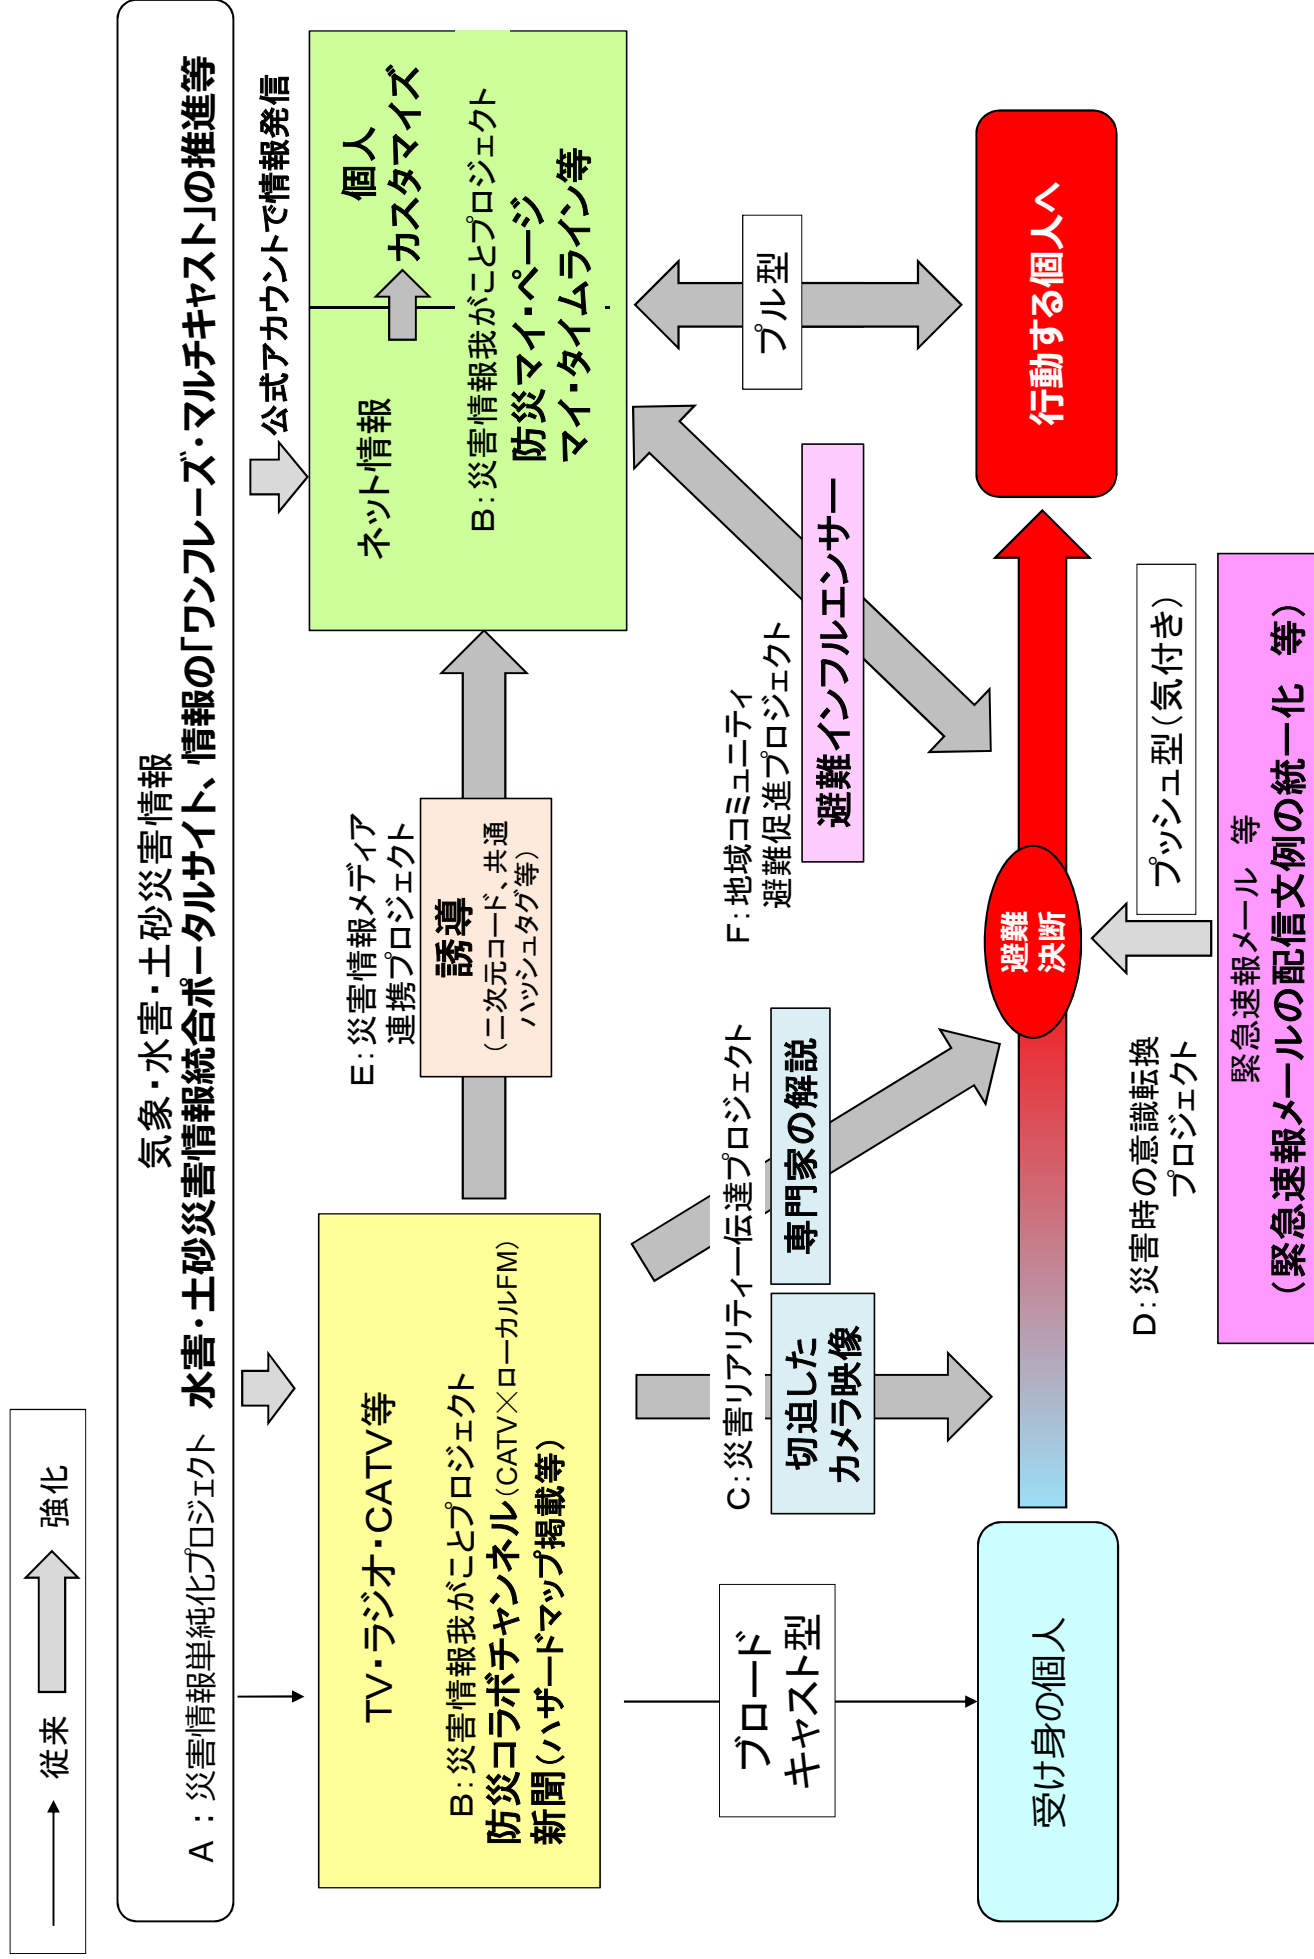 従来
強化
気象・水害・土砂災害情報
A：災害情報単純化プロジェクト 水害・土砂災害情報統合ポータルサイト、情報の「ワンフレーズ・マルチキャスト」の推進等
公式アカウントで情報発信
TV・ラジオ・CATV等
B：災害情報我がことプロジェクト
防災コラボチャンネル(CATV×ローカルFM)
新聞(ハザードマップ掲載等)
E：災害情報メディア
連携プロジェクト
誘導
(二次元コード、共通
ハッシュタグ等)
ネット情報
個人
カスタマイズ
B：災害情報我がことプロジェクト
防災マイ・ページ
マイ・タイムライン等
ブロード
キャスト型
C：災害リアリティー伝達プロジェクト
切迫した
カメラ映像
専門家の解説
F：地域コミュニティ
避難促進プロジェクト
避難インフルエンサー
プル型
受け身の個人
避難
決断
行動する個人へ
D：災害時の意識転換
プロジェクト
プッシュ型(気付き)
緊急速報メール 等
(緊急速報メールの配信文例の統一化 等)